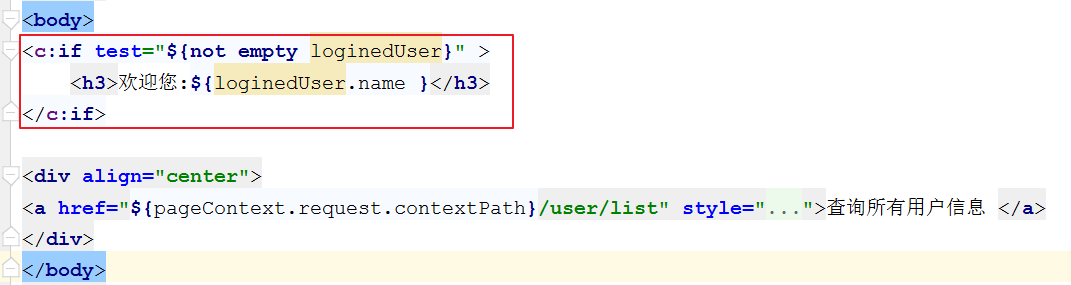 <body>
<c:if test="${not empty loginedUser}" >
<h3>欢迎您:${loginedUser.name }</h3>
</c:if>
<div align="center">
<a href="${pageContext.request.contextPath}/user/list" style="...">查询所有用户信息 </a>
</div>
</body>